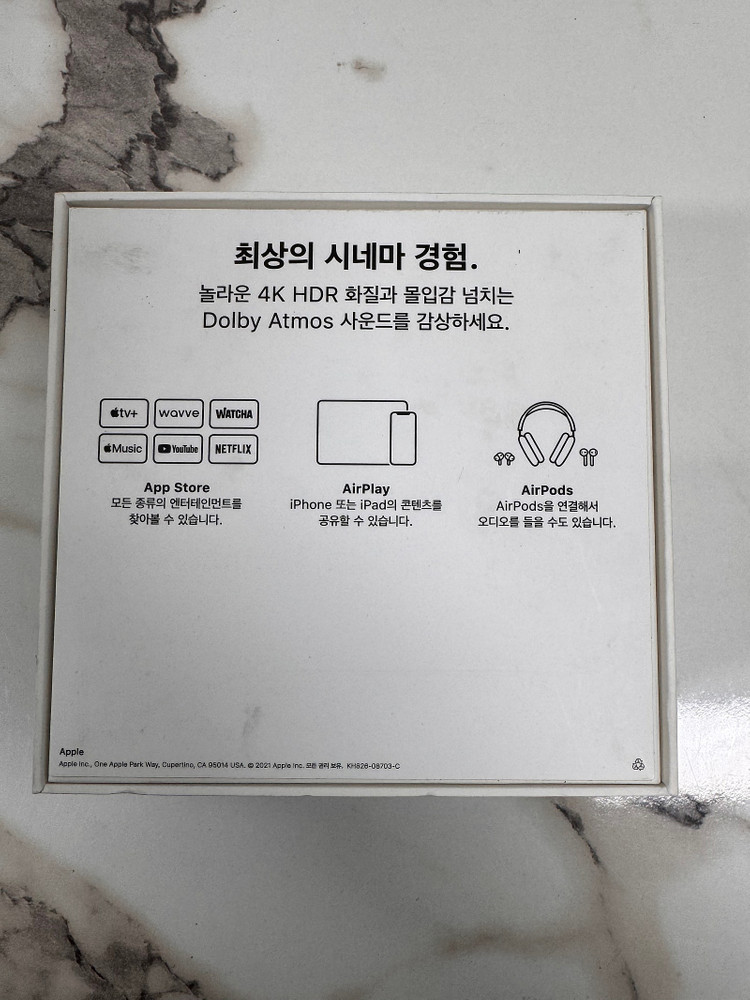 최상의 시네마 경험.
놀라운 4K HDR 화질과 몰입감 넘치는
Dolby Atmos 사운드를 감상하세요.
tv+ wavve WATCHA
Music YouTube NETFLIX
App Store
모든 종류의 엔터테인먼트를
찾아볼 수 있습니다.
AirPlay
iPhone 또는 iPad의 콘텐츠를
공유할 수 있습니다.
AirPods
AirPods을 연결해서
오디오를 들을 수도 있습니다.
Apple
Apple Inc., One Apple Park Way, Cupertino, CA 95014 USA. © 2021 Apple Inc. 모든 권리 보유. KH826-08703-C